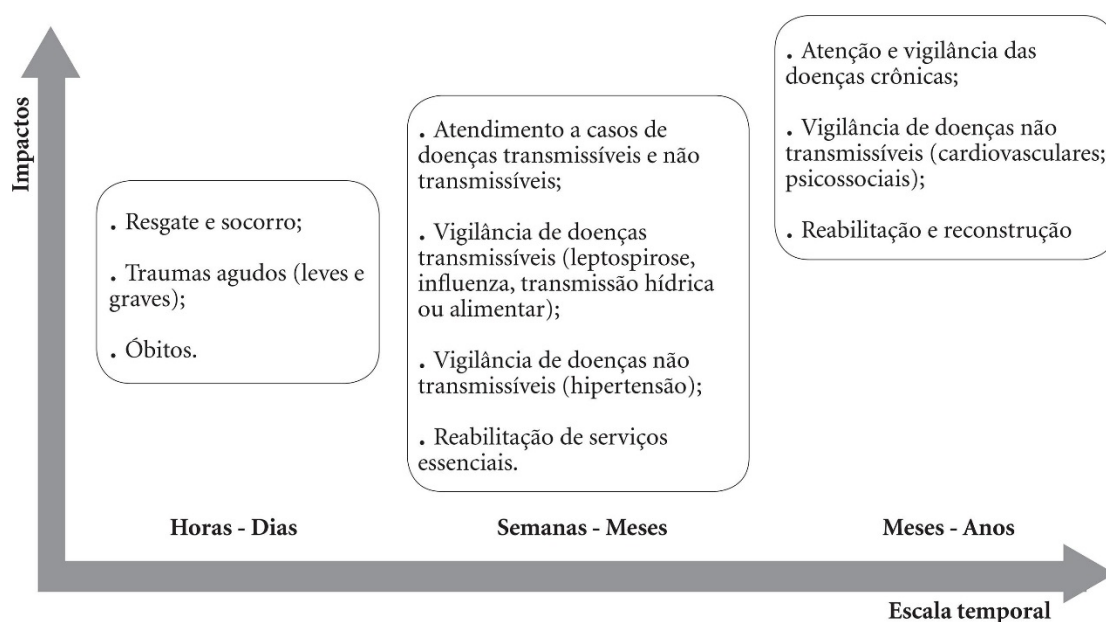 Impactos
. Resgate e socorro;
. Traumas agudos (leves e
graves);
. Óbitos.
. Atendimento a casos de
doenças transmissíveis e não
transmissíveis;
. Vigilância de doenças
transmissíveis (leptospirose,
influenza, transmissão hídrica
ou alimentar);
. Vigilância de doenças não
transmissíveis (hipertensão);
. Reabilitação de serviços
essenciais.
. Atenção e vigilância das
doenças crônicas;
. Vigilância de doenças não
transmissíveis (cardiovasculares;
psicossociais);
. Reabilitação e reconstrução
Horas - Dias
Semanas - Meses
Meses - Anos
Escala temporal